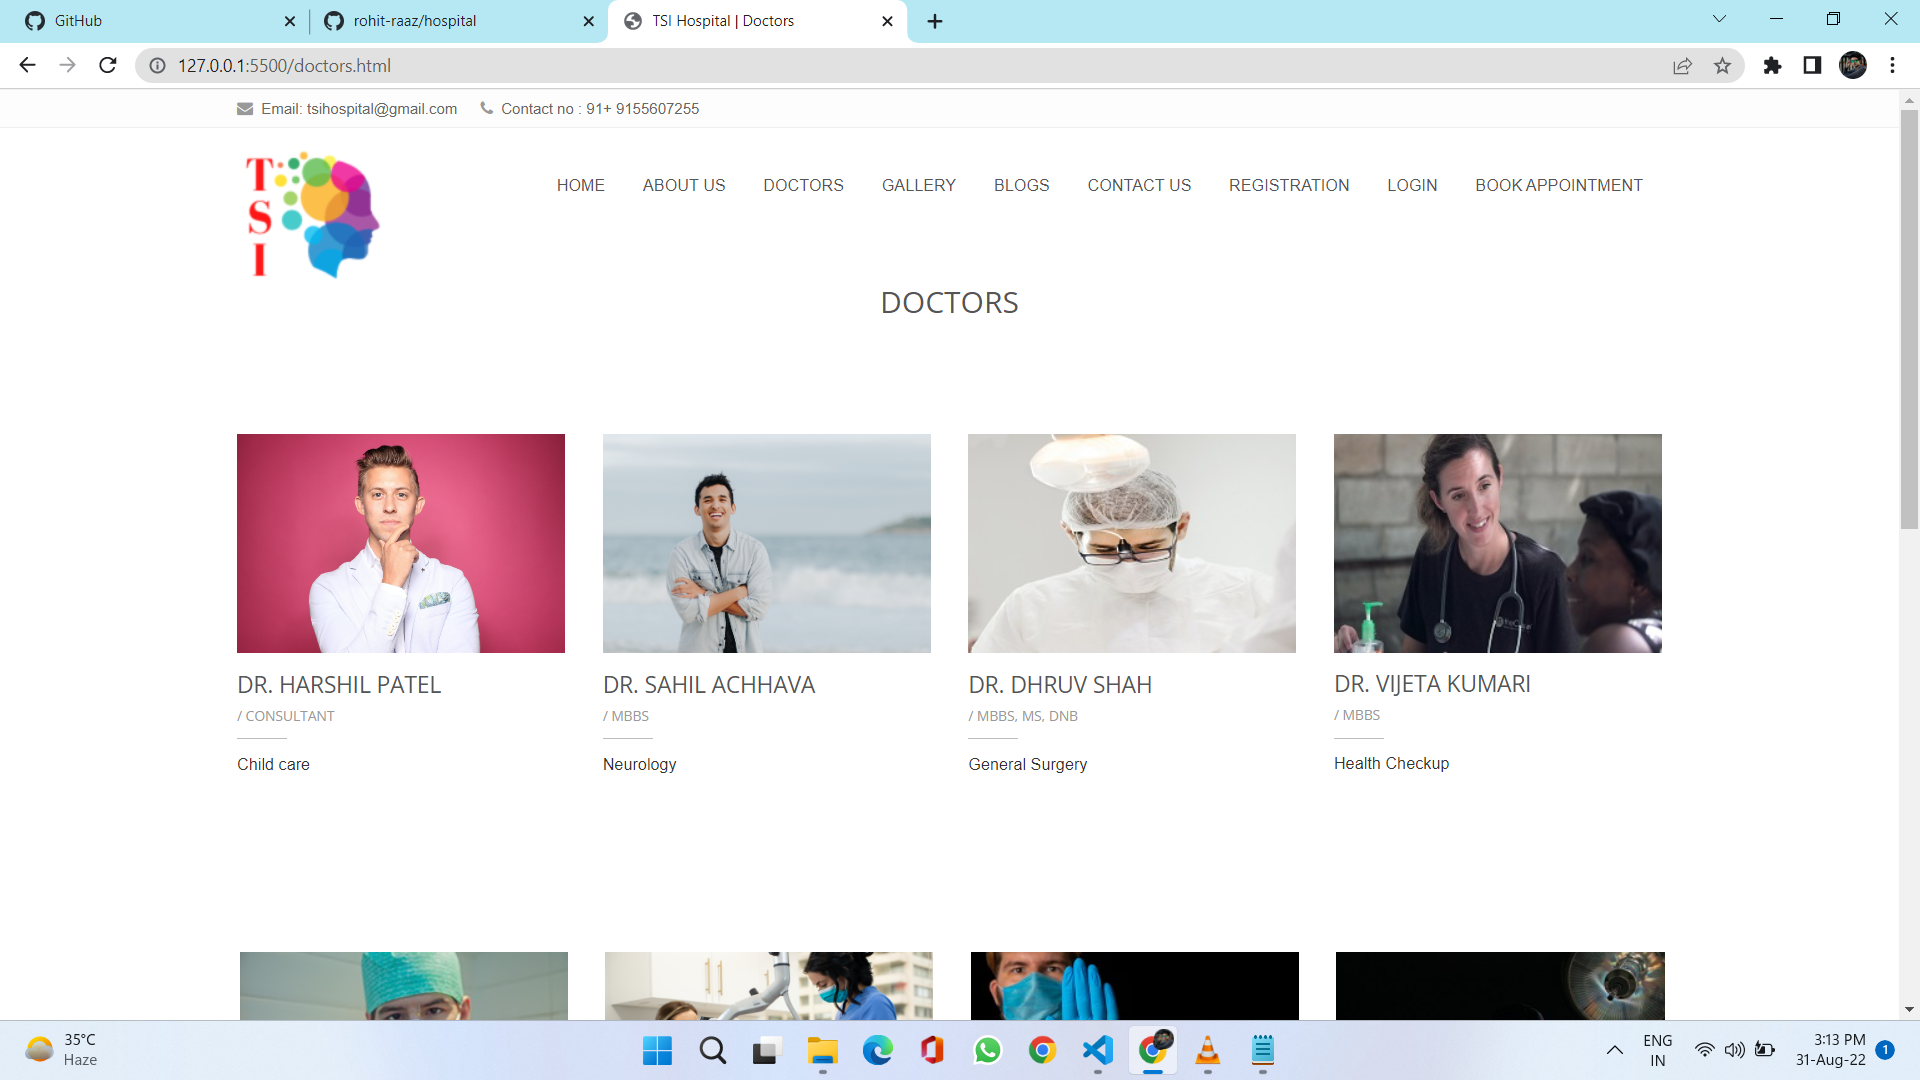 GitHub
rohit-raaz/hospital
TSI Hospital | Doctors
127.0.0.1:5500/doctors.html
Email: tsihospital@gmail.com Contact no : 91+ 9155607255
TSI
HOME ABOUT US DOCTORS GALLERY BLOGS CONTACT US REGISTRATION LOGIN BOOK APPOINTMENT
DOCTORS
DR. HARSHIL PATEL
/ CONSULTANT
Child care
DR. SAHIL ACHHAVA
/ MBBS
Neurology
DR. DHRUV SHAH
/ MBBS, MS, DNB
General Surgery
DR. VIJETA KUMARI
/ MBBS
Health Checkup
35°C
Haze
ENG
IN
3:13 PM
31-Aug-22
1